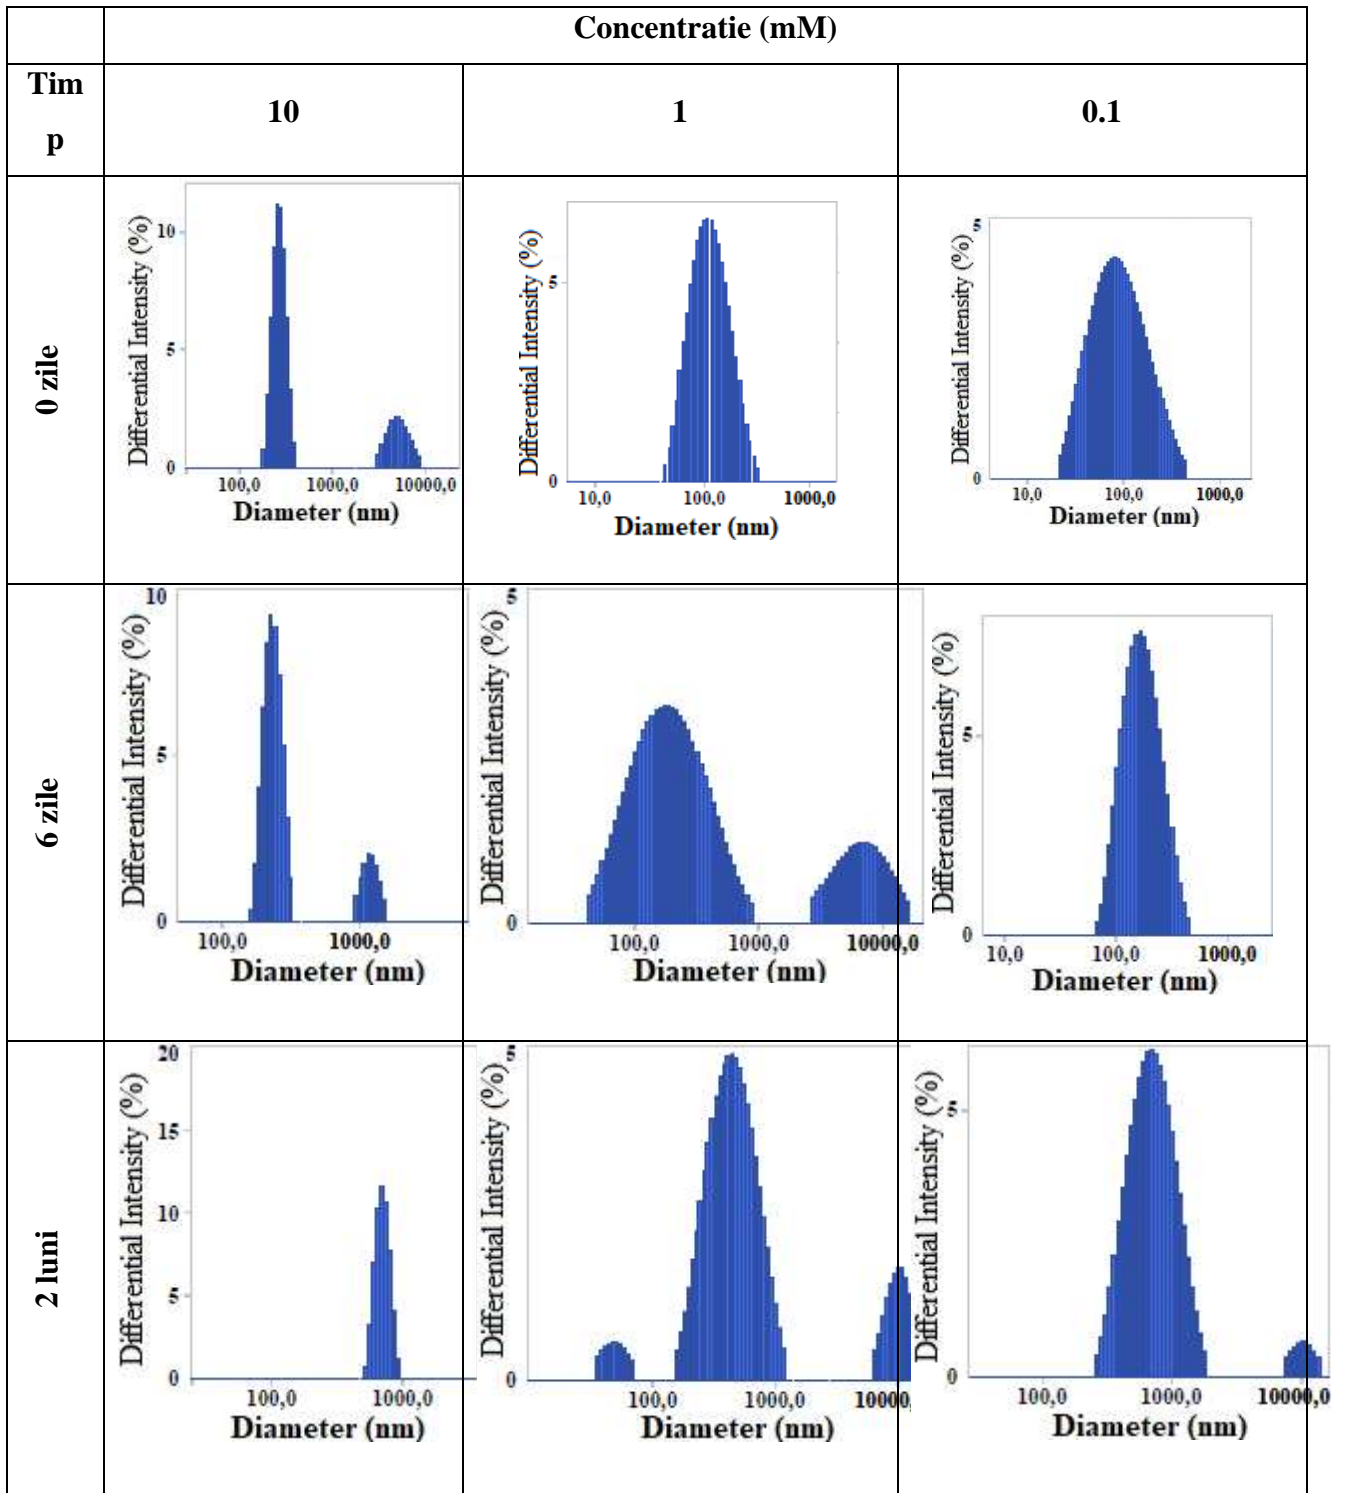 Concentratie (mM)
Tim
p
10
1
0.1
0 zile
Differential Intensity (%)
10
5
0
100,0
1000,0
10000,0
Diameter (nm)
Differential Intensity (%)
5
0
10,0
100,0
1000,0
Diameter (nm)
Differential Intensity (%)
5
0
10,0
100,0
1000,0
Diameter (nm)
6 zile
Differential Intensity (%)
10
5
0
100,0
1000,0
Diameter (nm)
Differential Intensity (%)
5
0
100,0
1000,0
10000,0
Diameter (nm)
Differential Intensity (%)
5
0
10,0
100,0
1000,0
Diameter (nm)
2 luni
Differential Intensity (%)
20
15
10
5
0
100,0
1000,0
Diameter (nm)
Differential Intensity (%)
5
0
100,0
1000,0
10000,
Diameter (nm)
Differential Intensity (%)
5
0
100,0
1000,0
10000,0
Diameter (nm)